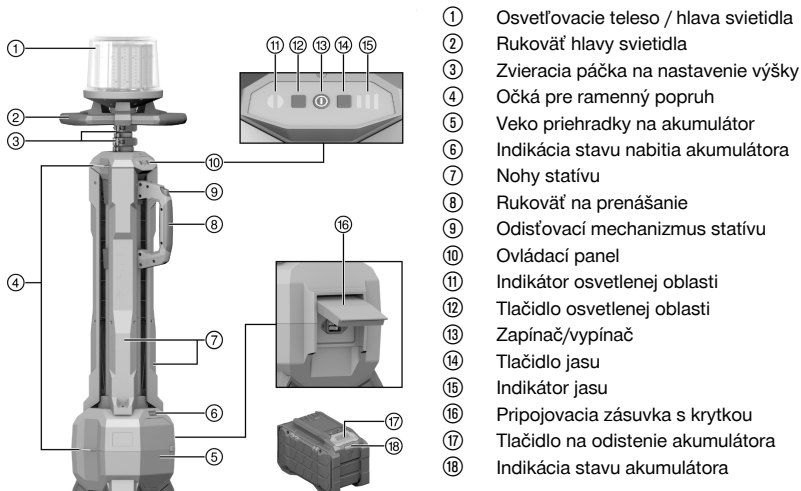 ① Osvetľovacie teleso / hlava svietidla
② Rukoväť hlavy svietidla
③ Zvieracia páčka na nastavenie výšky
④ Očká pre ramenný popruh
⑤ Veko priehradky na akumulátor
⑥ Indikácia stavu nabitia akumulátora
⑦ Nohy statívu
⑧ Rukoväť na prenášanie
⑨ Odisťovací mechanizmus statívu
⑩ Ovládací panel
⑪ Indikátor osvetlenej oblasti
⑫ Tlačidlo osvetlenej oblasti
⑬ Zapínač/vypínač
⑭ Tlačidlo jasu
⑮ Indikátor jasu
⑯ Pripojovacia zásuvka s krytkou
⑰ Tlačidlo na odistenie akumulátora
⑱ Indikácia stavu akumulátora
① ⑪ ⑫ ⑬ ⑭ ⑮
②
③
⑩
⑨
⑧ ⑯
④
⑦
⑥ ⑰
⑤ ⑱